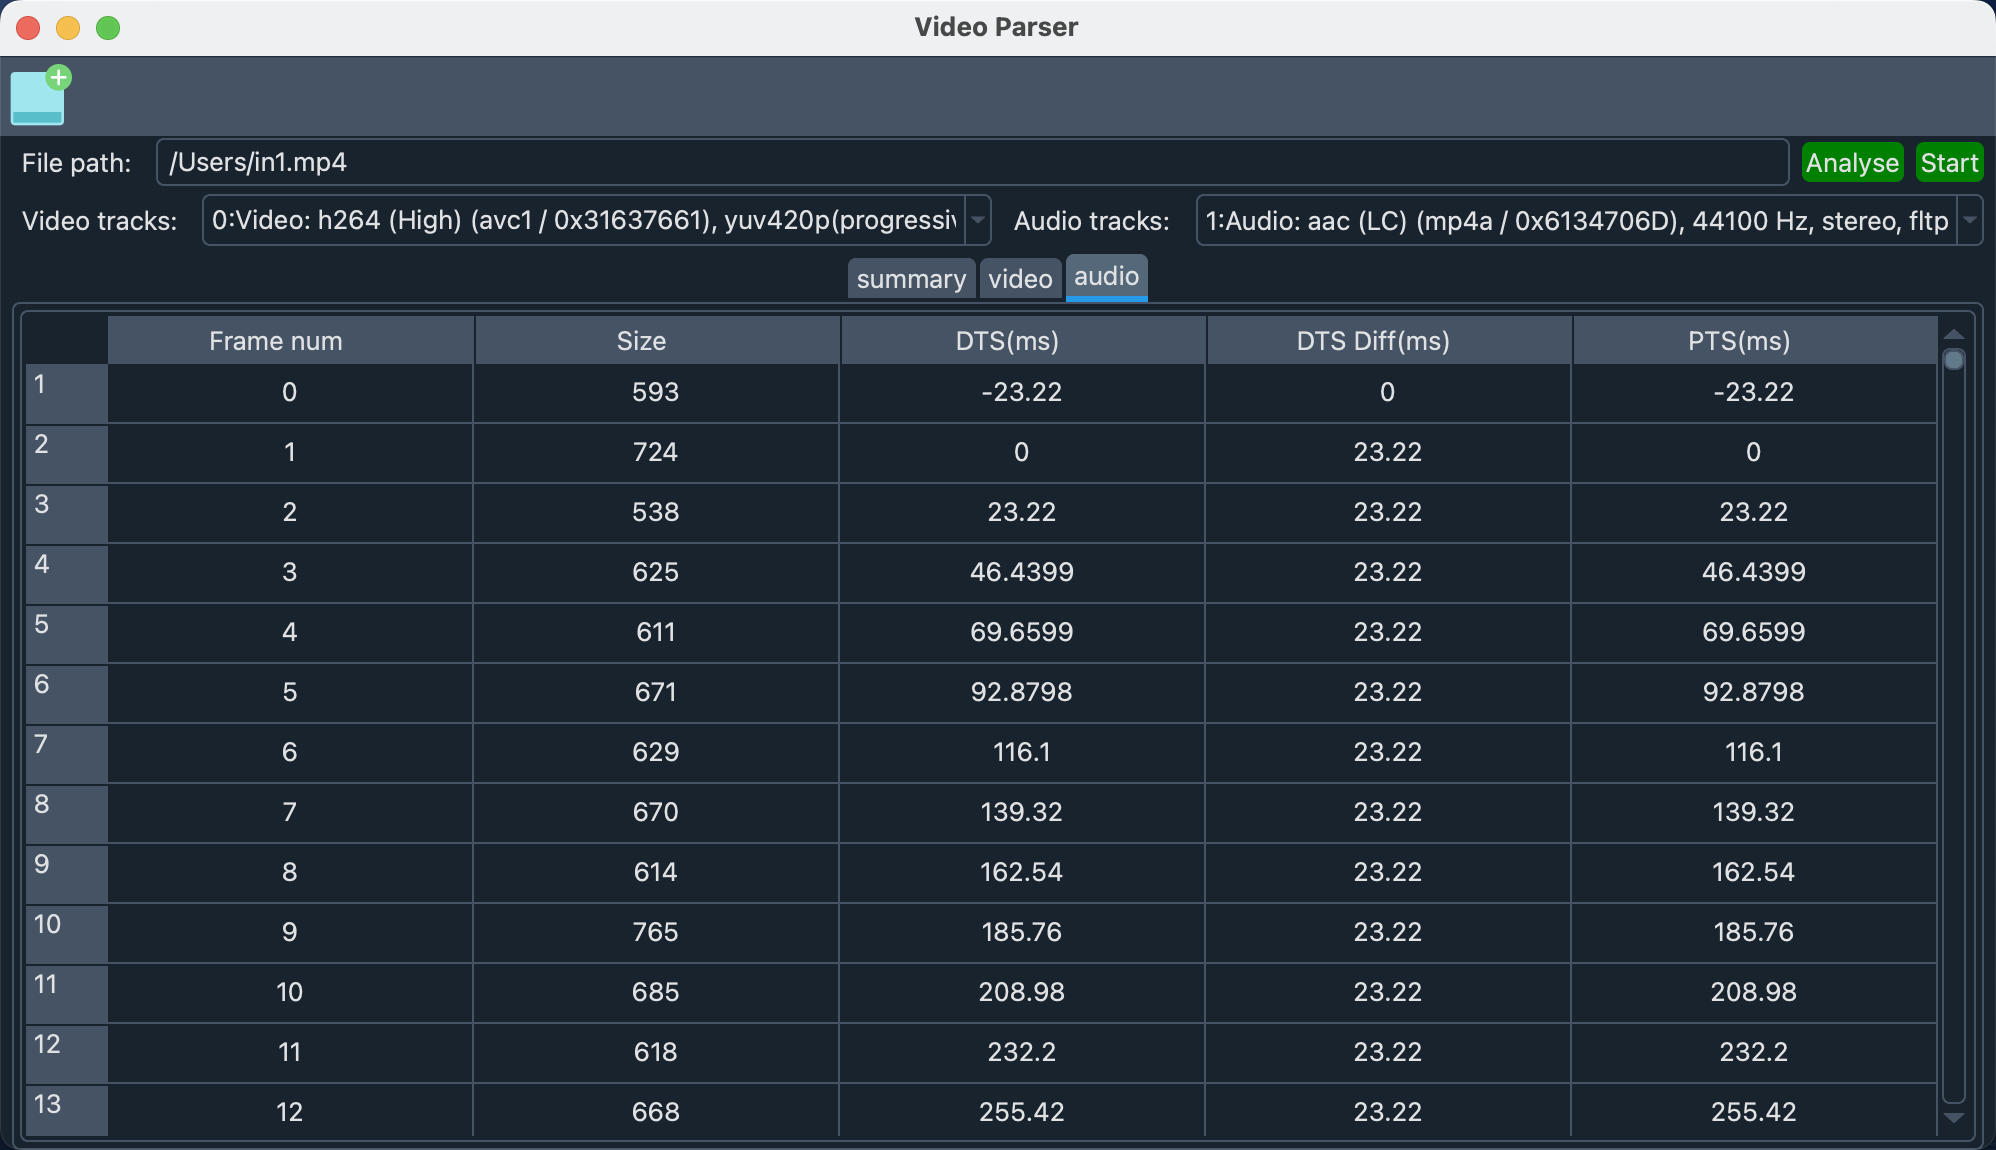 Video Parser
File path: /Users/in1.mp4 Analyse Start
Video tracks: 0:Video: h264 (High) (avc1 / 0x31637661), yuv420p(progressiv Audio tracks: 1:Audio: aac (LC) (mp4a / 0x6134706D), 44100 Hz, stereo, fltp
summary video audio
Frame num Size DTS(ms) DTS Diff(ms) PTS(ms)
1 0 593 -23.22 0 -23.22
2 1 724 0 23.22 0
3 2 538 23.22 23.22 23.22
4 3 625 46.4399 23.22 46.4399
5 4 611 69.6599 23.22 69.6599
6 5 671 92.8798 23.22 92.8798
7 6 629 116.1 23.22 116.1
8 7 670 139.32 23.22 139.32
9 8 614 162.54 23.22 162.54
10 9 765 185.76 23.22 185.76
11 10 685 208.98 23.22 208.98
12 11 618 232.2 23.22 232.2
13 12 668 255.42 23.22 255.42